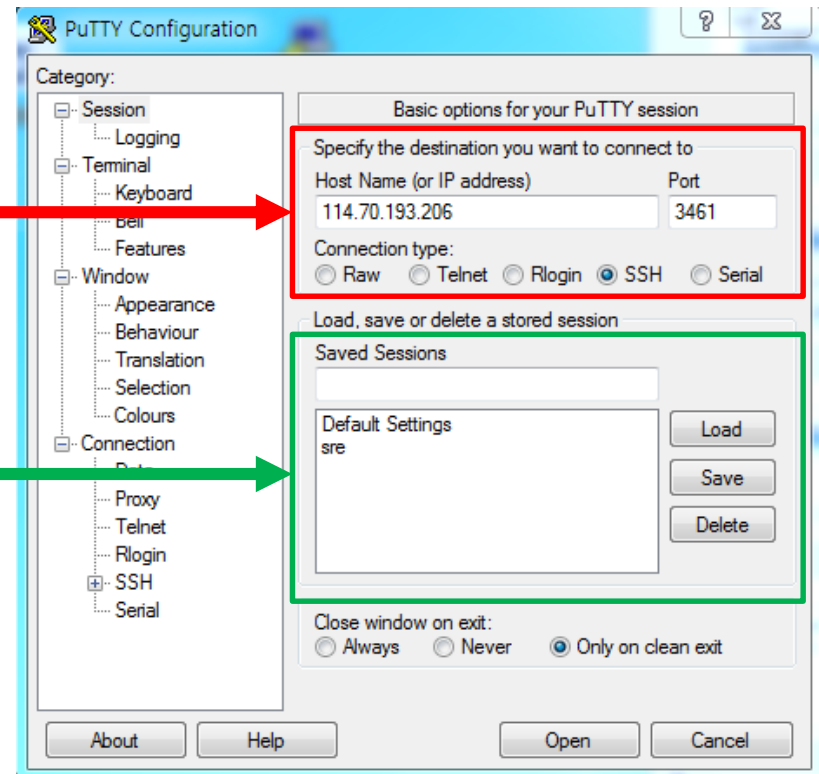 PuTTY Configuration
Category:
Session
Logging
Terminal
Keyboard
Bell
Features
Window
Appearance
Behaviour
Translation
Selection
Colours
Connection
Data
Proxy
Telnet
Rlogin
SSH
Serial
Basic options for your PuTTY session
Specify the destination you want to connect to
Host Name (or IP address) Port
114.70.193.206 3461
Connection type:
Raw Telnet Rlogin SSH Serial
Load, save or delete a stored session
Saved Sessions
Default Settings
sre
Load
Save
Delete
Close window on exit:
Always Never Only on clean exit
About Help Open Cancel